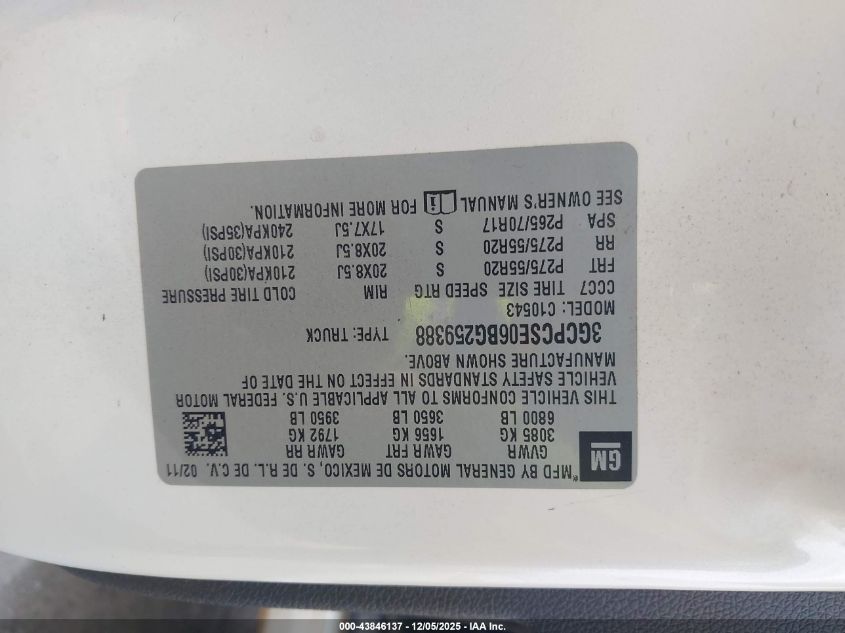 GM
*MFD BY GENERAL MOTORS DE MEXICO, S. DE R.L. DE C.V. 02/11
GVWR GAWR FRT GAWR RR
3085 KG 1656 KG 1792 KG
6800 LB 3650 LB 3950 LB
THIS VEHICLE CONFORMS TO ALL APPLICABLE U.S. FEDERAL MOTOR
VEHICLE SAFETY STANDARDS IN EFFECT ON THE DATE OF
MANUFACTURE SHOWN ABOVE.
3GCPCSE06BG259388 TYPE: TRUCK
MODEL: C10543
CCC7 TIRE SIZE SPEED RTG RIM COLD TIRE PRESSURE
FRT P275/55R20 S 20X8.5J 210KPA(30PSI)
RR P275/55R20 S 20X8.5J 210KPA(30PSI)
SPA P265/70R17 S 17X7.5J 240KPA(35PSI)
SEE OWNER'S MANUAL FOR MORE INFORMATION.
000-43846137 - 12/05/2025 - IAA Inc.